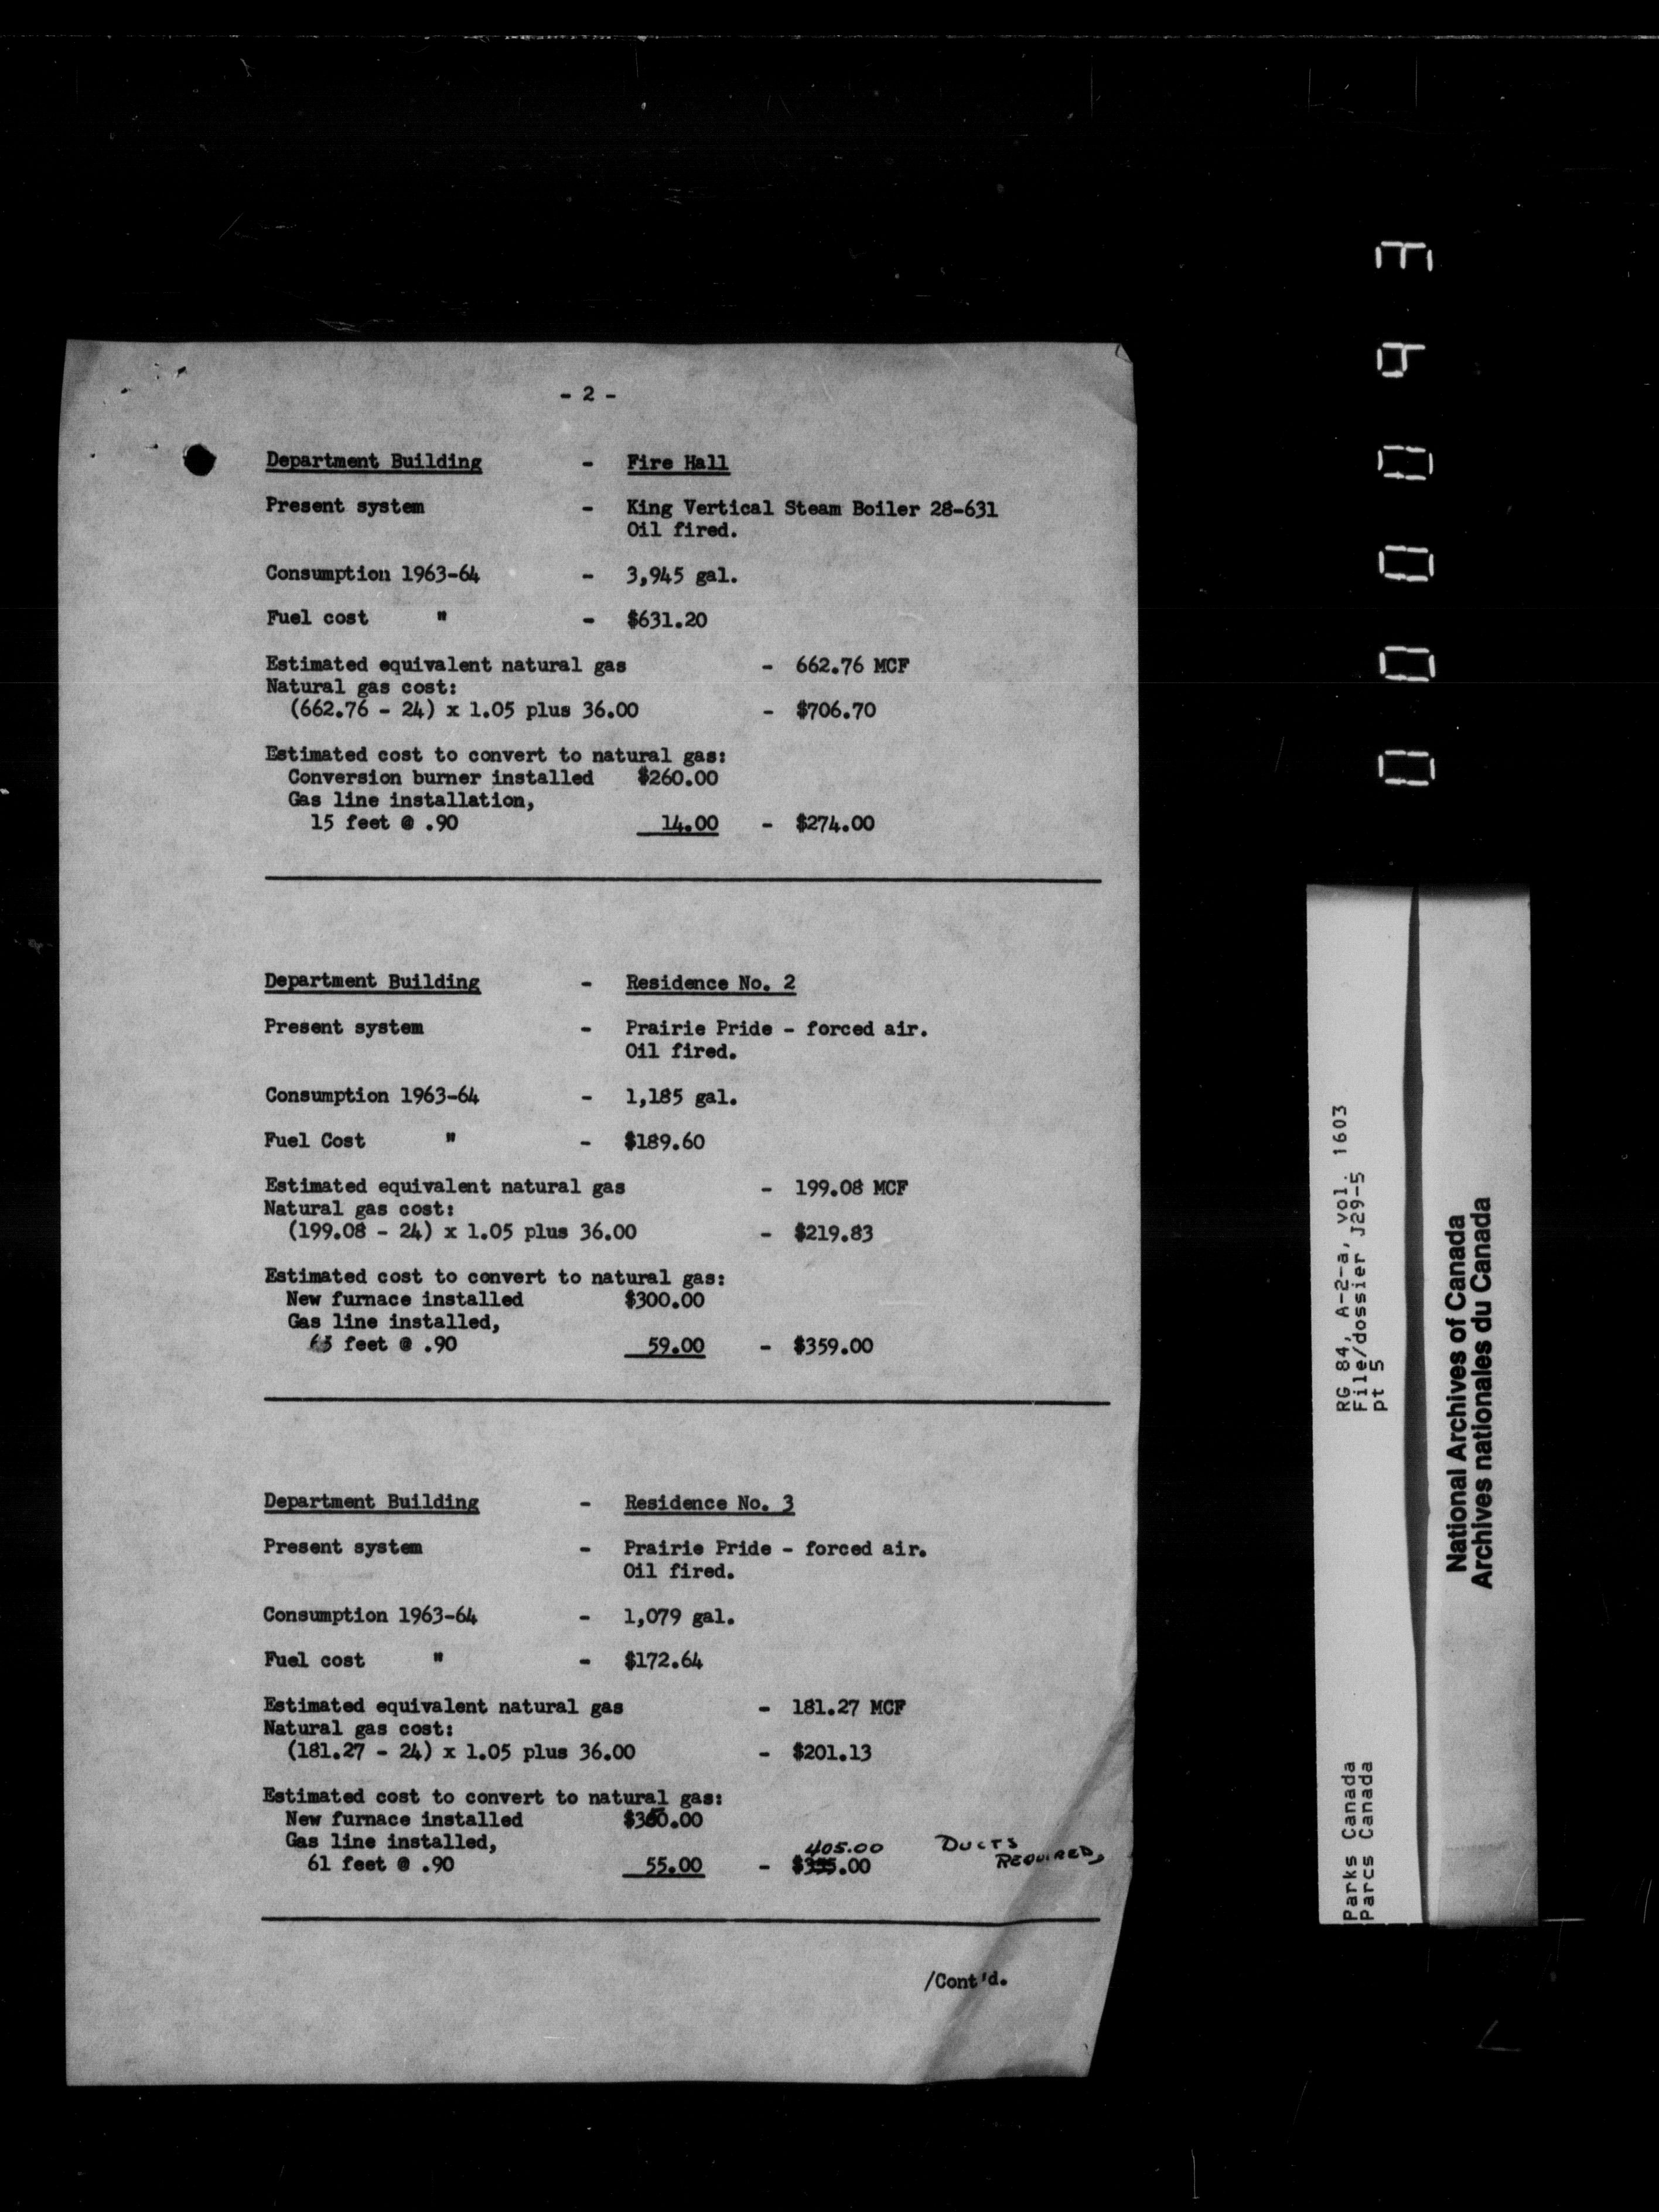 - 2 -
Department Building - Fire Hall
Present system - King Vertical Steam Boiler 28-631
Oil fired.
Consumption 1963-64 - 3,945 gal.
Fuel cost " - $631.20
Estimated equivalent natural gas - 662.76 MCF
Natural gas cost:
(662.76 - 24) x 1.05 plus 36.00 - $706.70
Estimated cost to convert to natural gas:
Conversion burner installed $260.00
Gas line installation,
15 feet @ .90 14.00 - $274.00
Department Building - Residence No. 2
Present system - Prairie Pride - forced air.
Oil fired.
Consumption 1963-64 - 1,185 gal.
Fuel Cost " - $189.60
Estimated equivalent natural gas - 199.08 MCF
Natural gas cost:
(199.08 - 24) x 1.05 plus 36.00 - $219.83
Estimated cost to convert to natural gas:
New furnace installed $300.00
Gas line installed,
63 feet @ .90 59.00 - $359.00
Department Building - Residence No. 3
Present system - Prairie Pride - forced air.
Oil fired.
Consumption 1963-64 - 1,079 gal.
Fuel cost " - $172.64
Estimated equivalent natural gas - 181.27 MCF
Natural gas cost:
(181.27 - 24) x 1.05 plus 36.00 - $201.13
Estimated cost to convert to natural gas:
New furnace installed $350.00
Gas line installed, 405.00 DUCTS
61 feet @ .90 55.00 - $355.00 REQUIRED,
/Cont'd.
RG 84, A-2-a, vol. 1603
File/dossier J29-5
pt 5
Parks Canada
Parcs Canada
National Archives of Canada
Archives nationales du Canada